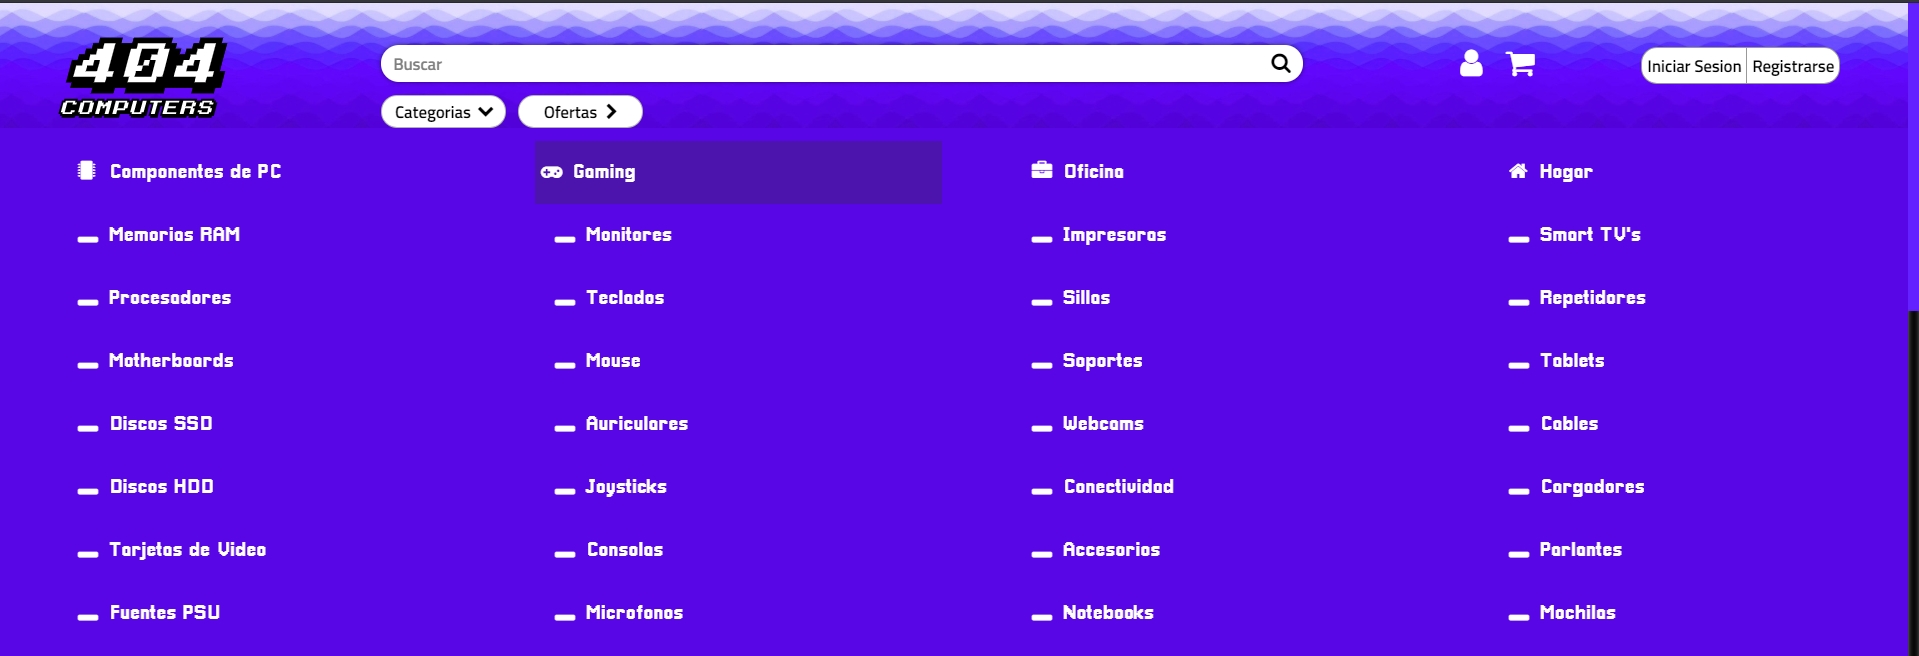 404
COMPUTERS
Buscar
Iniciar Sesion Registrarse
Categorias Ofertas
Componentes de PC
Memorias RAM
Procesadores
Motherboards
Discos SSD
Discos HDD
Tarjetas de Video
Fuentes PSU
Gaming
Monitores
Teclados
Mouse
Auriculares
Joysticks
Consolas
Microfonos
Oficina
Impresoras
Sillas
Soportes
Webcams
Conectividad
Accesorios
Notebooks
Hogar
Smart TV's
Repetidores
Tablets
Cables
Cargadores
Parlantes
Mochilas